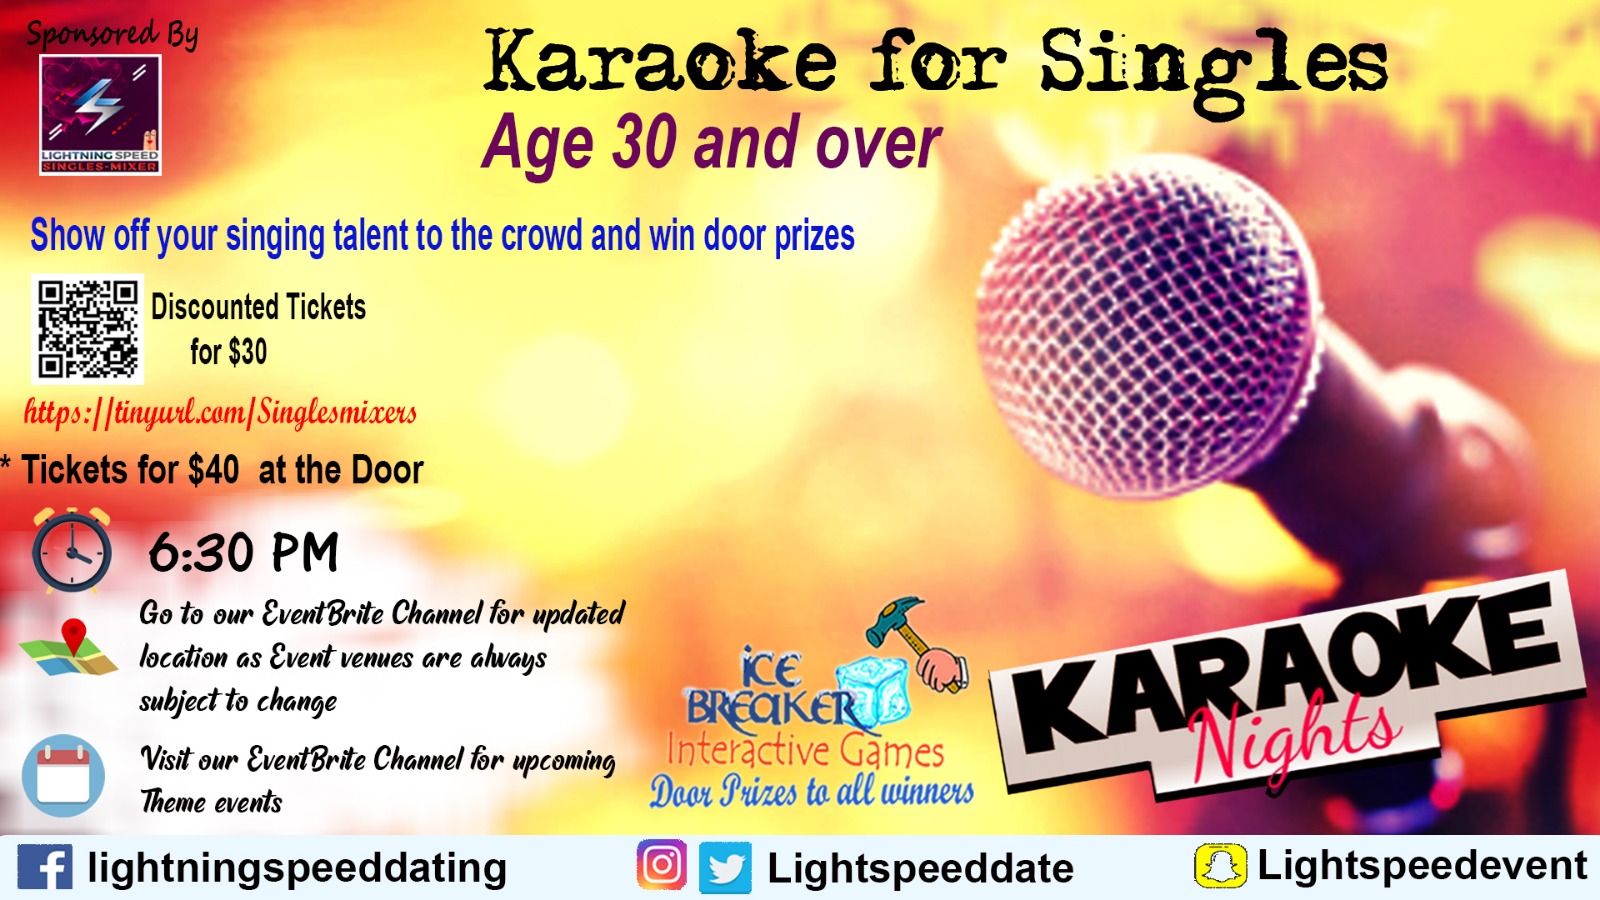 Sponsored By
LIGHTNING SPEED
SINGLES-MIXER
Karaoke for Singles
Age 30 and over
Show off your singing talent to the crowd and win door prizes
Discounted Tickets
for $30
https://tinyurl.com/Singlesmixers
* Tickets for $40 at the Door
6:30 PM
Go to our EventBrite Channel for updated
location as Event venues are always
subject to change
Visit our EventBrite Channel for upcoming
Theme events
ICE
BREAKER
Interactive Games
Door Prizes to all winners
KARAOKE
Nights
lightningspeeddating
Lightspeeddate
Lightspeedevent